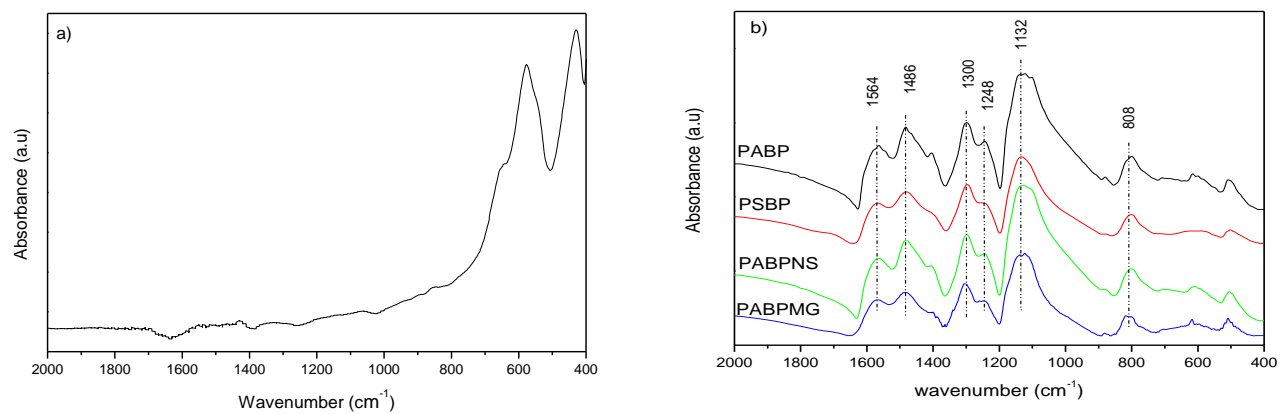 a)
Absorbance (a.u)
2000 1800 1600 1400 1200 1000 800 600 400
Wavenumber (cm⁻¹)
b)
1564
1486
1300
1248
1132
808
PABP
PSBP
PABPNS
PABPMG
Absorbance (a.u)
2000 1800 1600 1400 1200 1000 800 600 400
wavenumber (cm⁻¹)